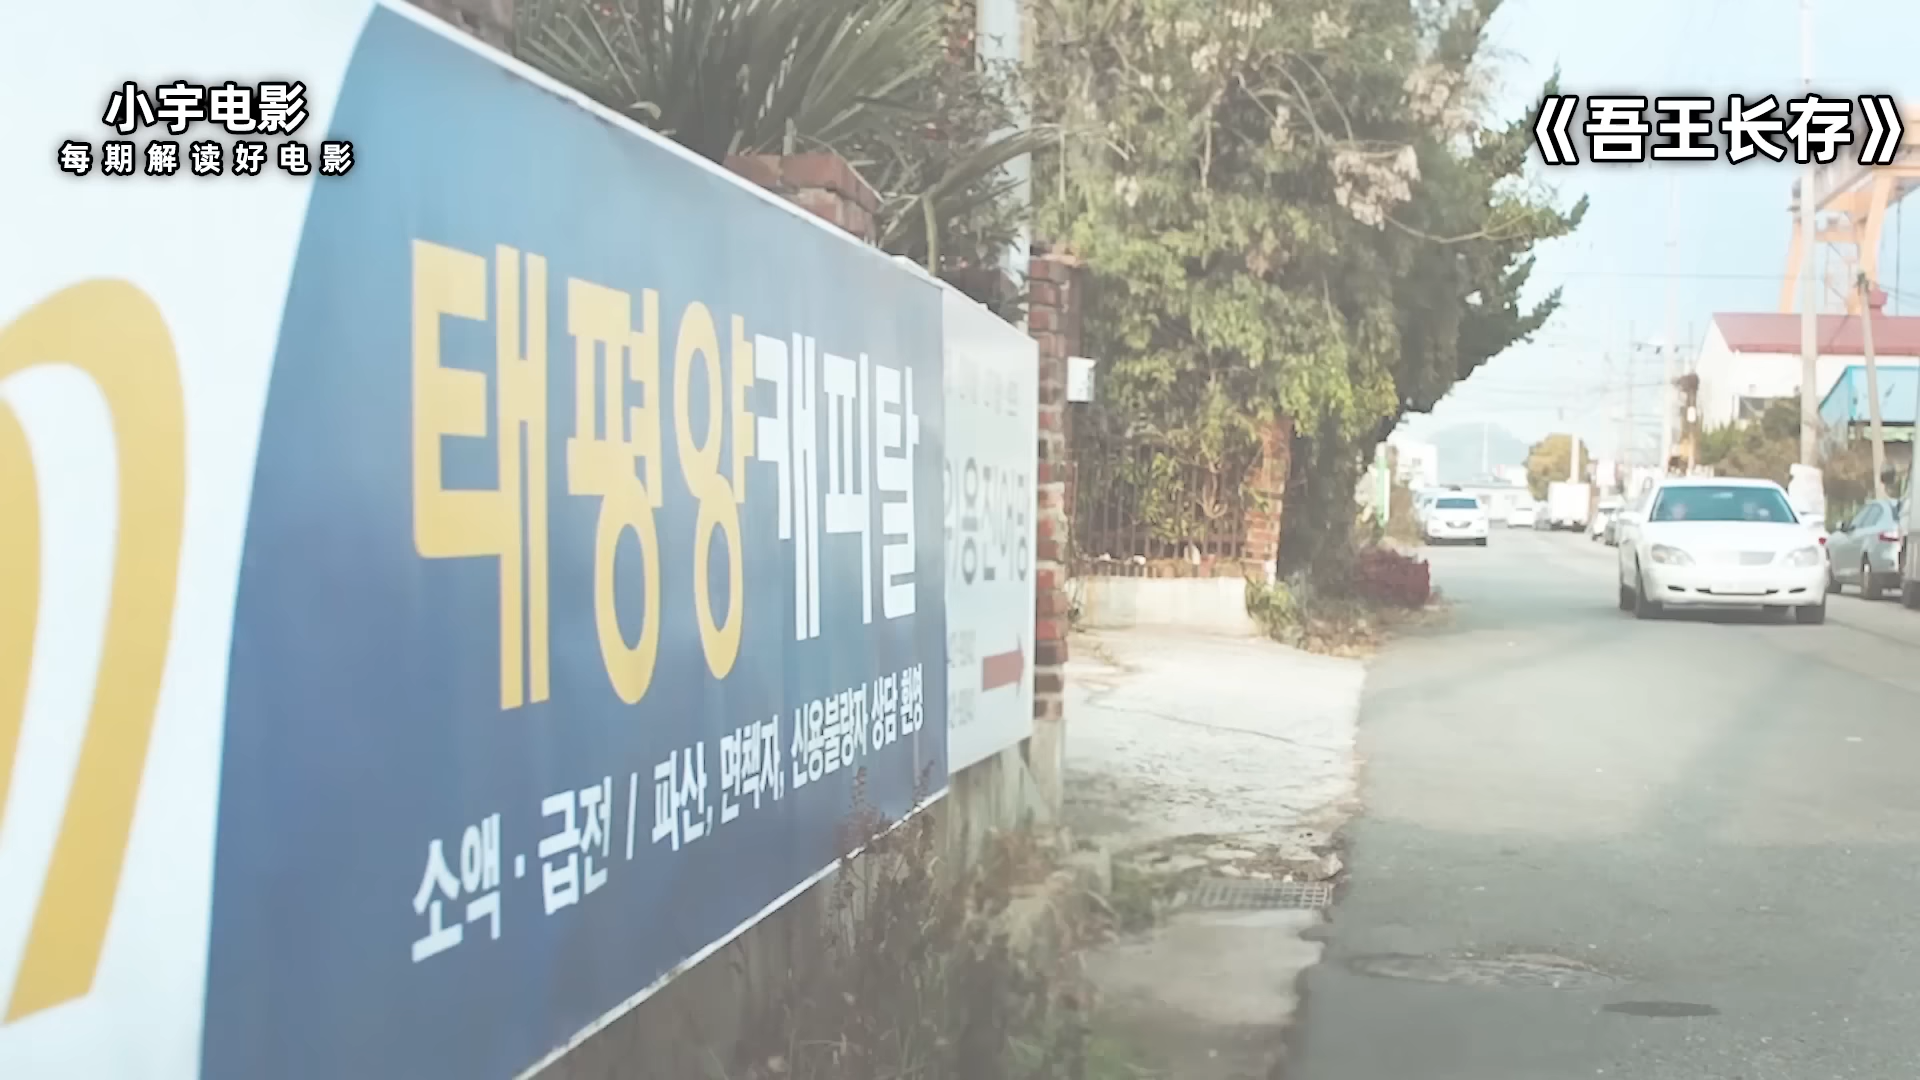 小宇电影
每期解读好电影
《吾王长存》
태평양캐피탈
소액·급전 / 파산, 면책자, 신용불량자 상담 환영